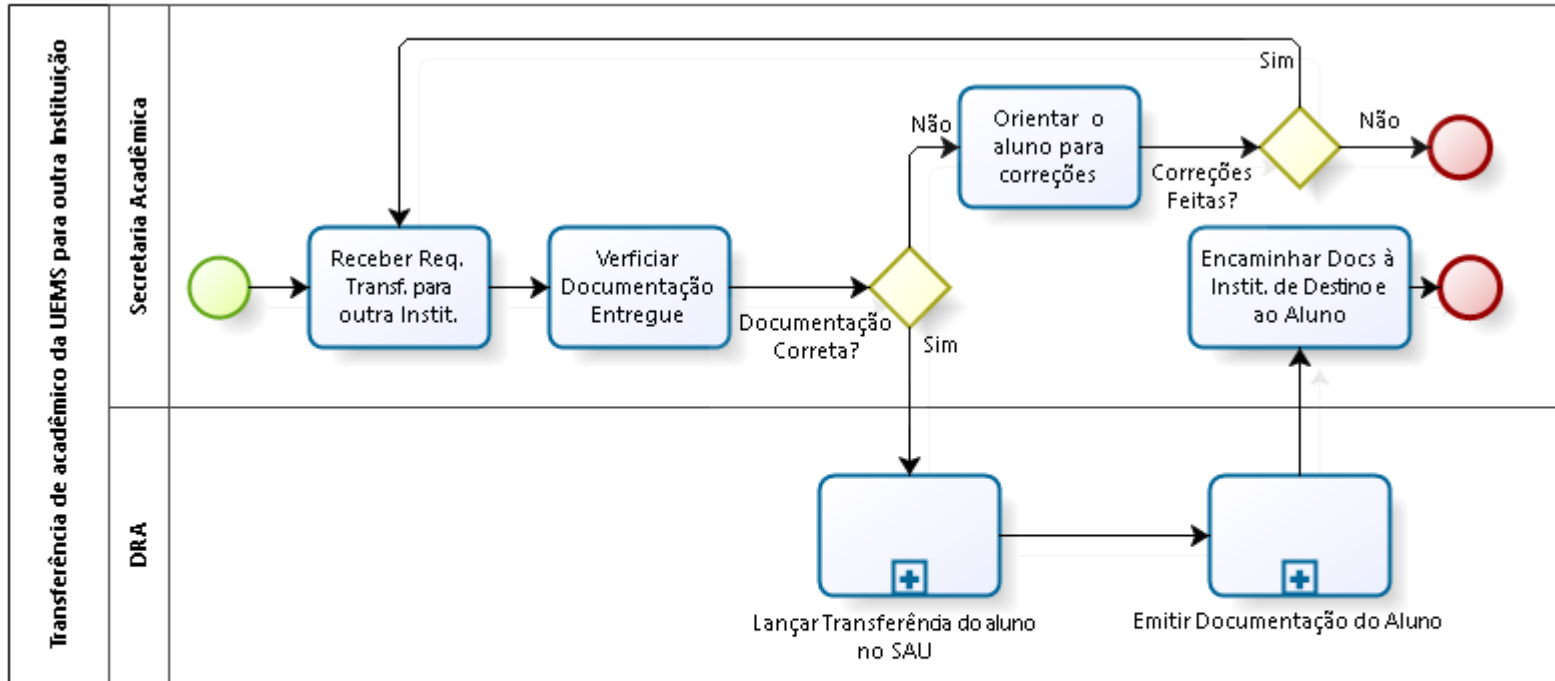 Transferência de acadêmico da UEMS para outra Instituição
Secretaria Acadêmica
Receber Req.
Transf. para
outra Instit.
Verficiar
Documentação
Entregue
Documentação
Correta?
Não
Sim
Orientar o
aluno para
correções
Correções
Feitas?
Sim
Não
Encaminhar Docs à
Instit. de Destino e
ao Aluno
DRA
Lançar Transferência do aluno
no SAU
Emitir Documentação do Aluno